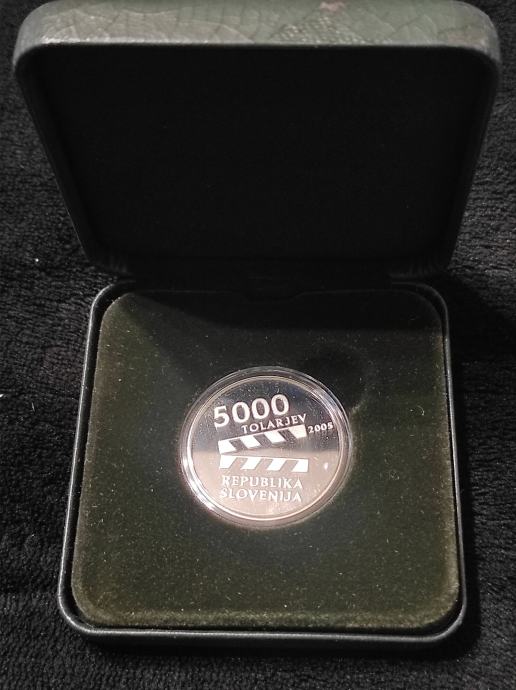 5000
TOLARJEV
2005
REPUBLIKA
SLOVENIJA